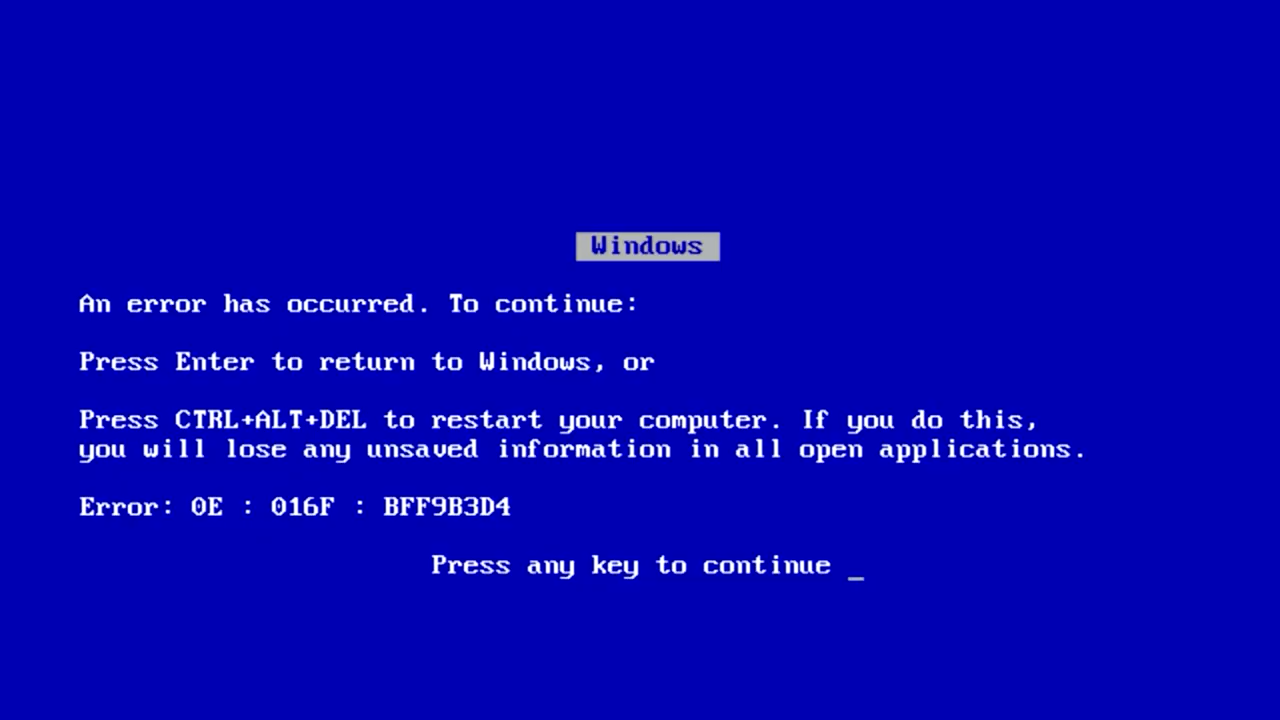 Windows
An error has occurred. To continue:
Press Enter to return to Windows, or
Press CTRL+ALT+DEL to restart your computer. If you do this,
you will lose any unsaved information in all open applications.
Error: 0E : 016F : BFF9B3D4
Press any key to continue _